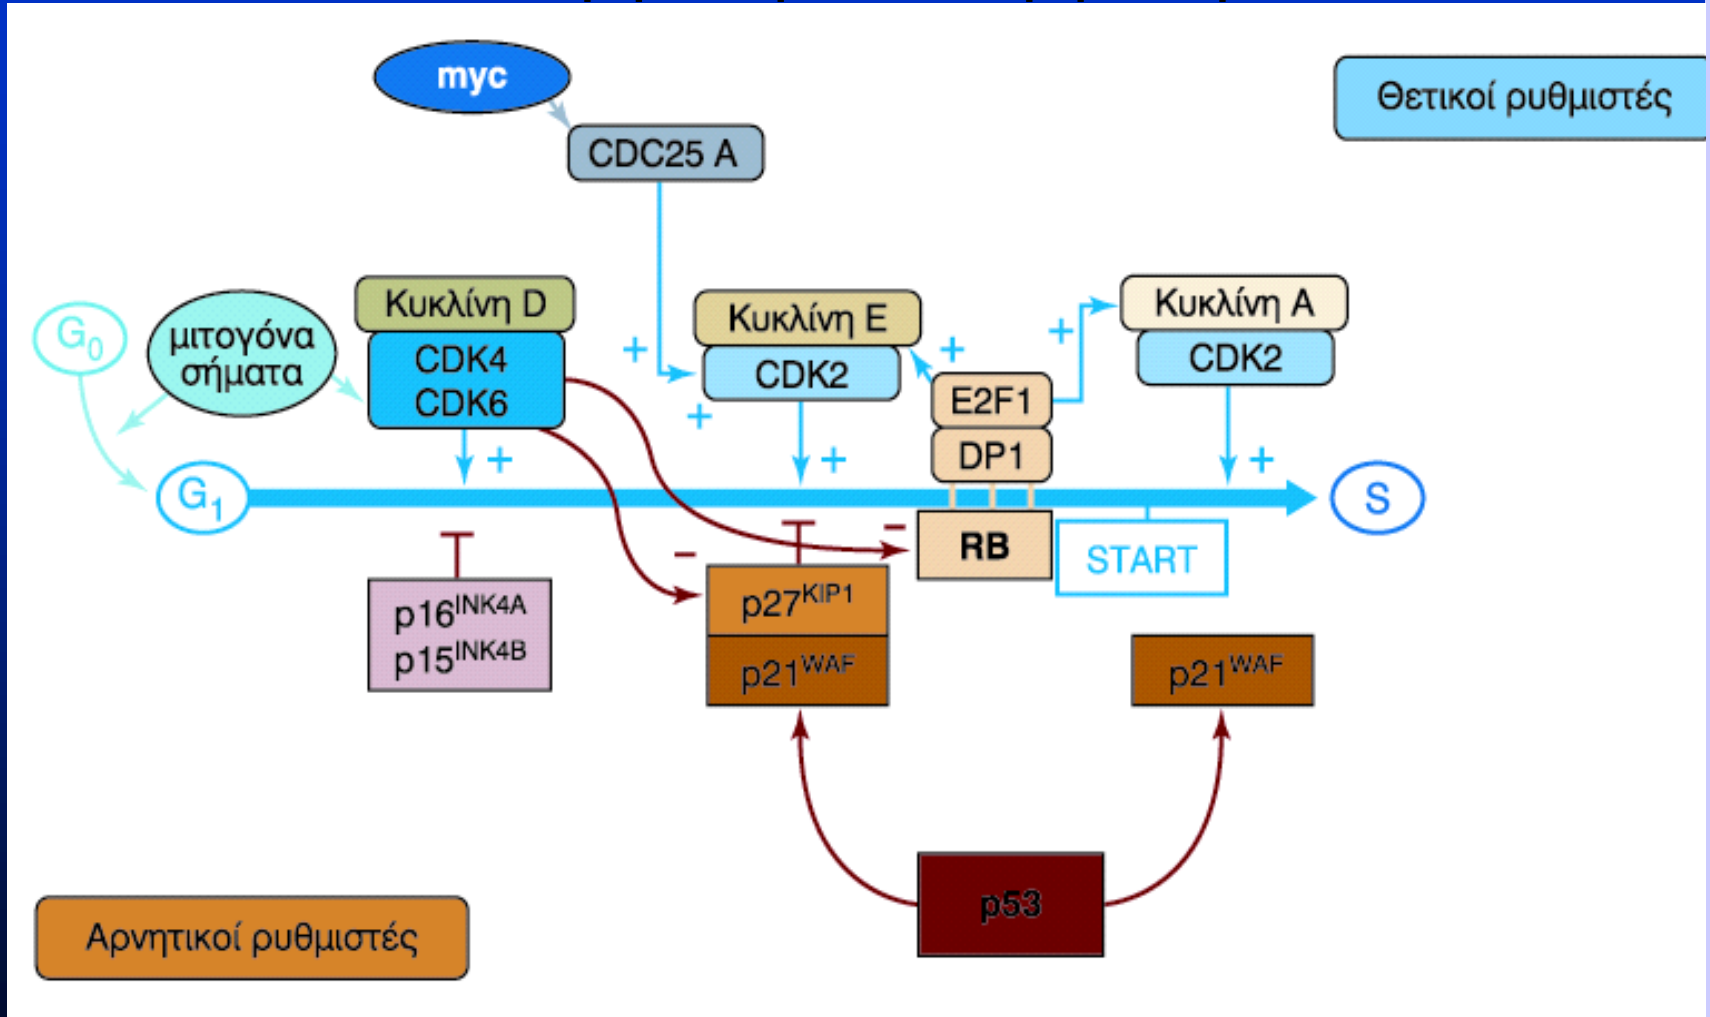 myc
Θετικοί ρυθμιστές
CDC25 A
Κυκλίνη D
CDK4
CDK6
Κυκλίνη E
CDK2
Κυκλίνη A
CDK2
G0
μιτογόνα
σήματα
+
+
+
+
E2F1
DP1
+
+
+
G1
S
-
-
RB
START
p16INK4A
p15INK4B
p27KIP1
p21WAF
p21WAF
p53
Αρνητικοί ρυθμιστές